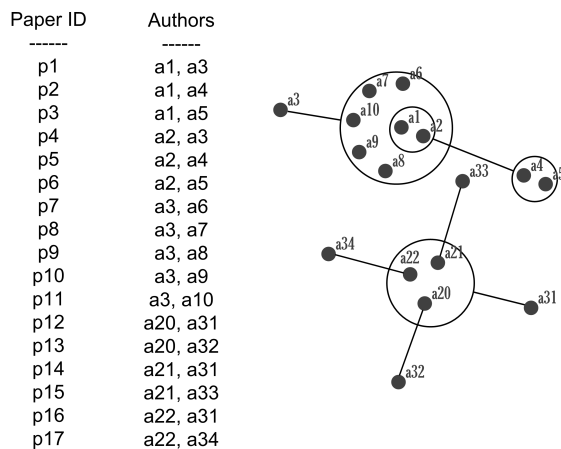 Paper ID Authors
------ ------
p1 a1, a3
p2 a1, a4
p3 a1, a5
p4 a2, a3
p5 a2, a4
p6 a2, a5
p7 a3, a6
p8 a3, a7
p9 a3, a8
p10 a3, a9
p11 a3, a10
p12 a20, a31
p13 a20, a32
p14 a21, a31
p15 a21, a33
p16 a22, a31
p17 a22, a34
a6
a7
a3
a10
a1
a2
a9
a8
a4
a33
a34
a21
a22
a20
a31
a32